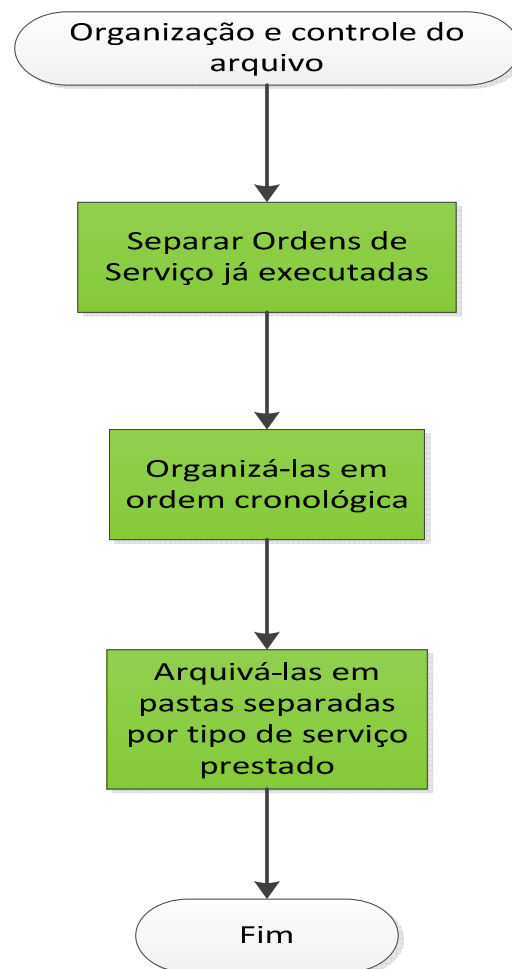 Organização e controle do
arquivo
Separar Ordens de
Serviço já executadas
Organizá-las em
ordem cronológica
Arquivá-las em
pastas separadas
por tipo de serviço
prestado
Fim